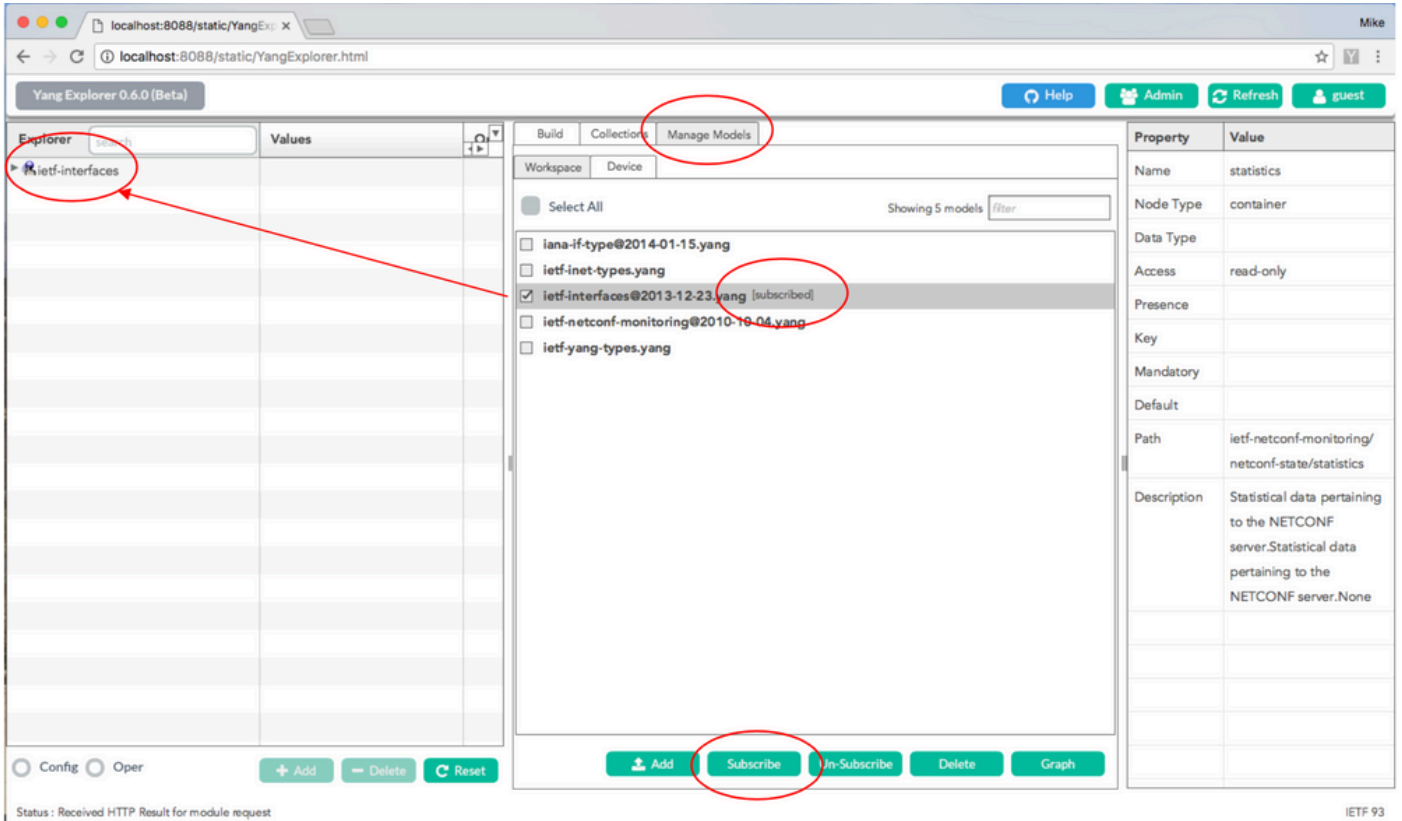 localhost:8088/static/YangExp
Mike
localhost:8088/static/YangExplorer.html
Yang Explorer 0.6.0 (Beta)
Help
Admin
Refresh
guest
Explorer
search
Values
Build
Collections
Manage Models
Property
Value
ietf-interfaces
Workspace
Device
Name
statistics
Select All
Showing 5 models
filter
Node Type
container
Data Type
iana-if-type@2014-01-15.yang
ietf-inet-types.yang
Access
read-only
ietf-interfaces@2013-12-23.yang [subscribed]
Presence
ietf-netconf-monitoring@2010-10-04.yang
Key
ietf-yang-types.yang
Mandatory
Default
Path
ietf-netconf-monitoring/
netconf-state/statistics
Description
Statistical data pertaining
to the NETCONF
server.Statistical data
pertaining to the
NETCONF server.None
Config
Oper
Add
Delete
Reset
Add
Subscribe
Un-Subscribe
Delete
Graph
Status : Received HTTP Result for module request
IETF 93